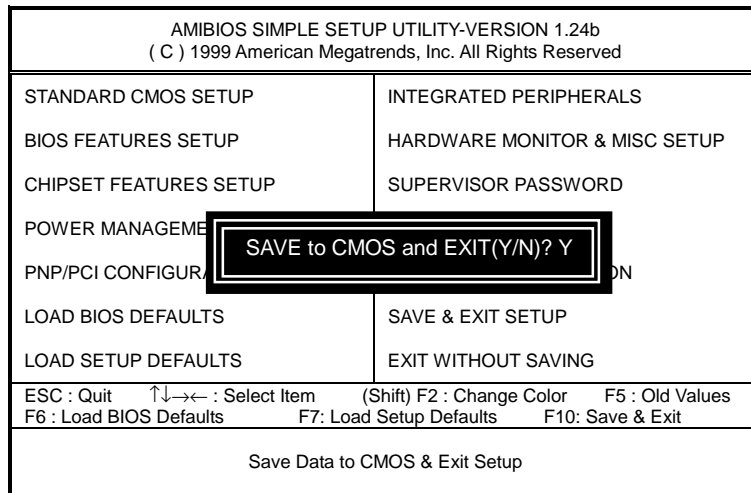 AMIBIOS SIMPLE SETUP UTILITY-VERSION 1.24b
( C ) 1999 American Megatrends, Inc. All Rights Reserved
STANDARD CMOS SETUP
BIOS FEATURES SETUP
CHIPSET FEATURES SETUP
POWER MANAGEME
PNP/PCI CONFIGURA
LOAD BIOS DEFAULTS
LOAD SETUP DEFAULTS
INTEGRATED PERIPHERALS
HARDWARE MONITOR & MISC SETUP
SUPERVISOR PASSWORD
ON
SAVE & EXIT SETUP
EXIT WITHOUT SAVING
SAVE to CMOS and EXIT(Y/N)? Y
ESC : Quit ↑↓→← : Select Item (Shift) F2 : Change Color F5 : Old Values
F6 : Load BIOS Defaults F7: Load Setup Defaults F10: Save & Exit
Save Data to CMOS & Exit Setup